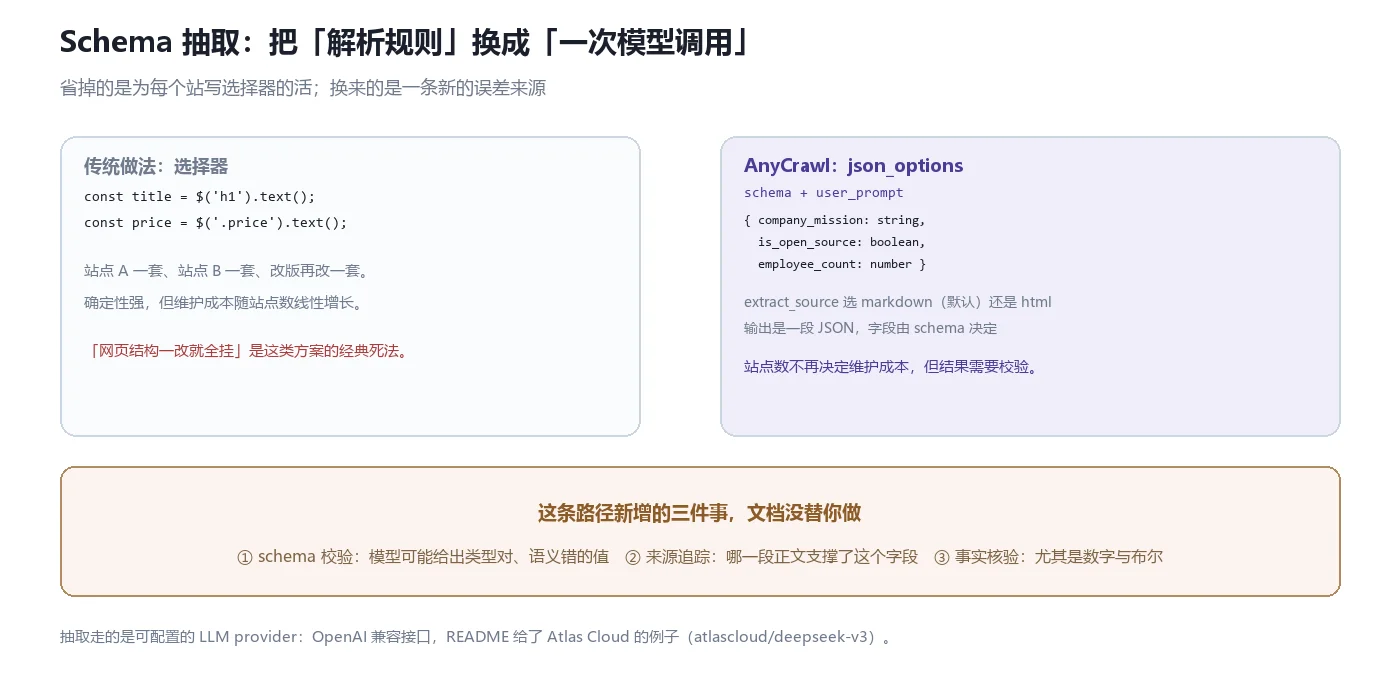 Schema 抽取：把「解析规则」换成「一次模型调用」
省掉的是为每个站写选择器的活；换来的是一条新的误差来源
传统做法：选择器
const title = $('h1').text();
const price = $('.price').text();
站点 A 一套、站点 B 一套、改版再改一套。
确定性强，但维护成本随站点数线性增长。
「网页结构一改就全挂」是这类方案的经典死法。
AnyCrawl：json_options
schema + user_prompt
{ company_mission: string,
is_open_source: boolean,
employee_count: number }
extract_source 选 markdown（默认）还是 html
输出是一段 JSON，字段由 schema 决定
站点数不再决定维护成本，但结果需要校验。
这条路径新增的三件事，文档没替你做
① schema 校验：模型可能给出类型对、语义错的值 ② 来源追踪：哪一段正文支撑了这个字段 ③ 事实核验：尤其是数字与布尔
抽取走的是可配置的 LLM provider：OpenAI 兼容接口，README 给了 Atlas Cloud 的例子（atlascloud/deepseek-v3）。